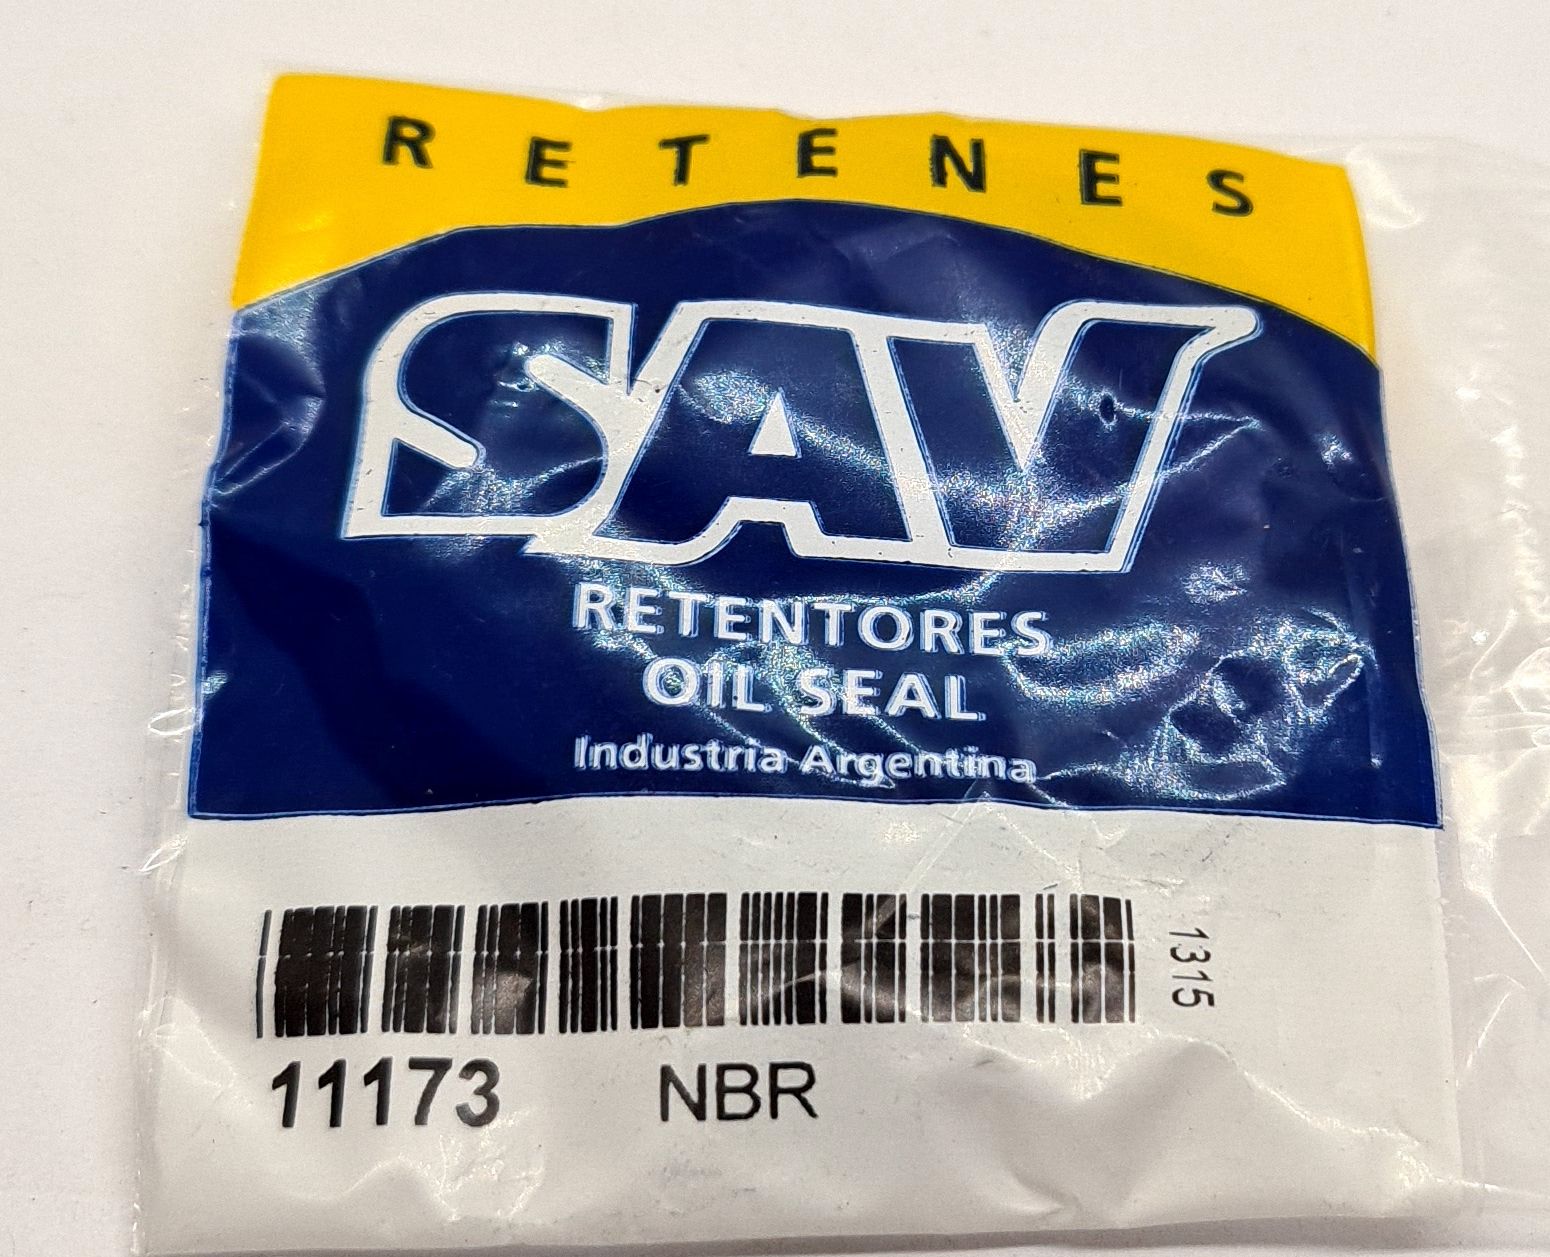 RETENES
SAV
RETENTORES
OIL SEAL
Industria Argentina
1315
11173 NBR